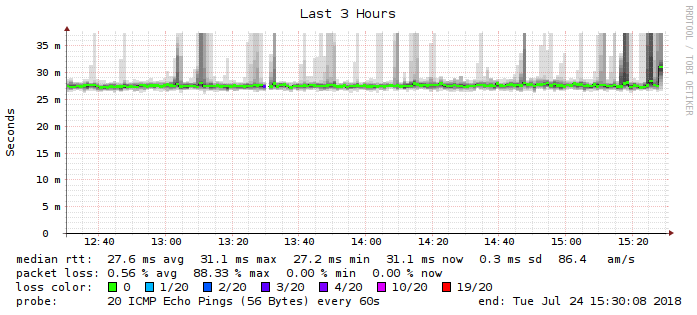 Last 3 Hours
RRDTOOL / TOBI OETIKER
Seconds
35 m
30 m
25 m
20 m
15 m
10 m
5 m
0
12:40 13:00 13:20 13:40 14:00 14:20 14:40 15:00 15:20
median rtt: 27.6 ms avg 31.1 ms max 27.2 ms min 31.1 ms now 0.3 ms sd 86.4 am/s
packet loss: 0.56 % avg 88.33 % max 0.00 % min 0.00 % now
loss color: 0 1/20 2/20 3/20 4/20 10/20 19/20
probe: 20 ICMP Echo Pings (56 Bytes) every 60s end: Tue Jul 24 15:30:08 2018